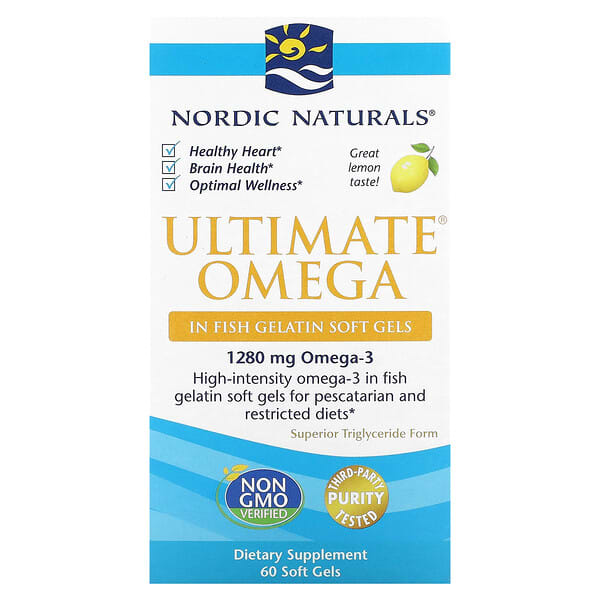 NORDIC NATURALS®
Healthy Heart*
Brain Health*
Optimal Wellness*
Great
lemon
taste!
ULTIMATE®
OMEGA
IN FISH GELATIN SOFT GELS
1280 mg Omega-3
High-intensity omega-3 in fish
gelatin soft gels for pescatarian and
restricted diets*
Superior Triglyceride Form
NON
GMO
VERIFIED
THIRD-PARTY
PURITY
TESTED
Dietary Supplement
60 Soft Gels